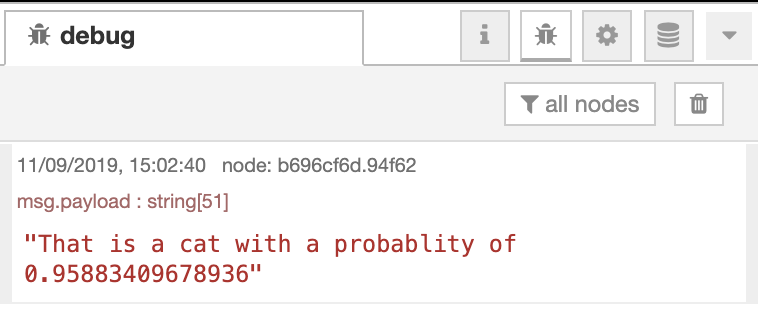 debug
all nodes
11/09/2019, 15:02:40 node: b696cf6d.94f62
msg.payload : string[51]
"That is a cat with a probablity of
0.95883409678936"